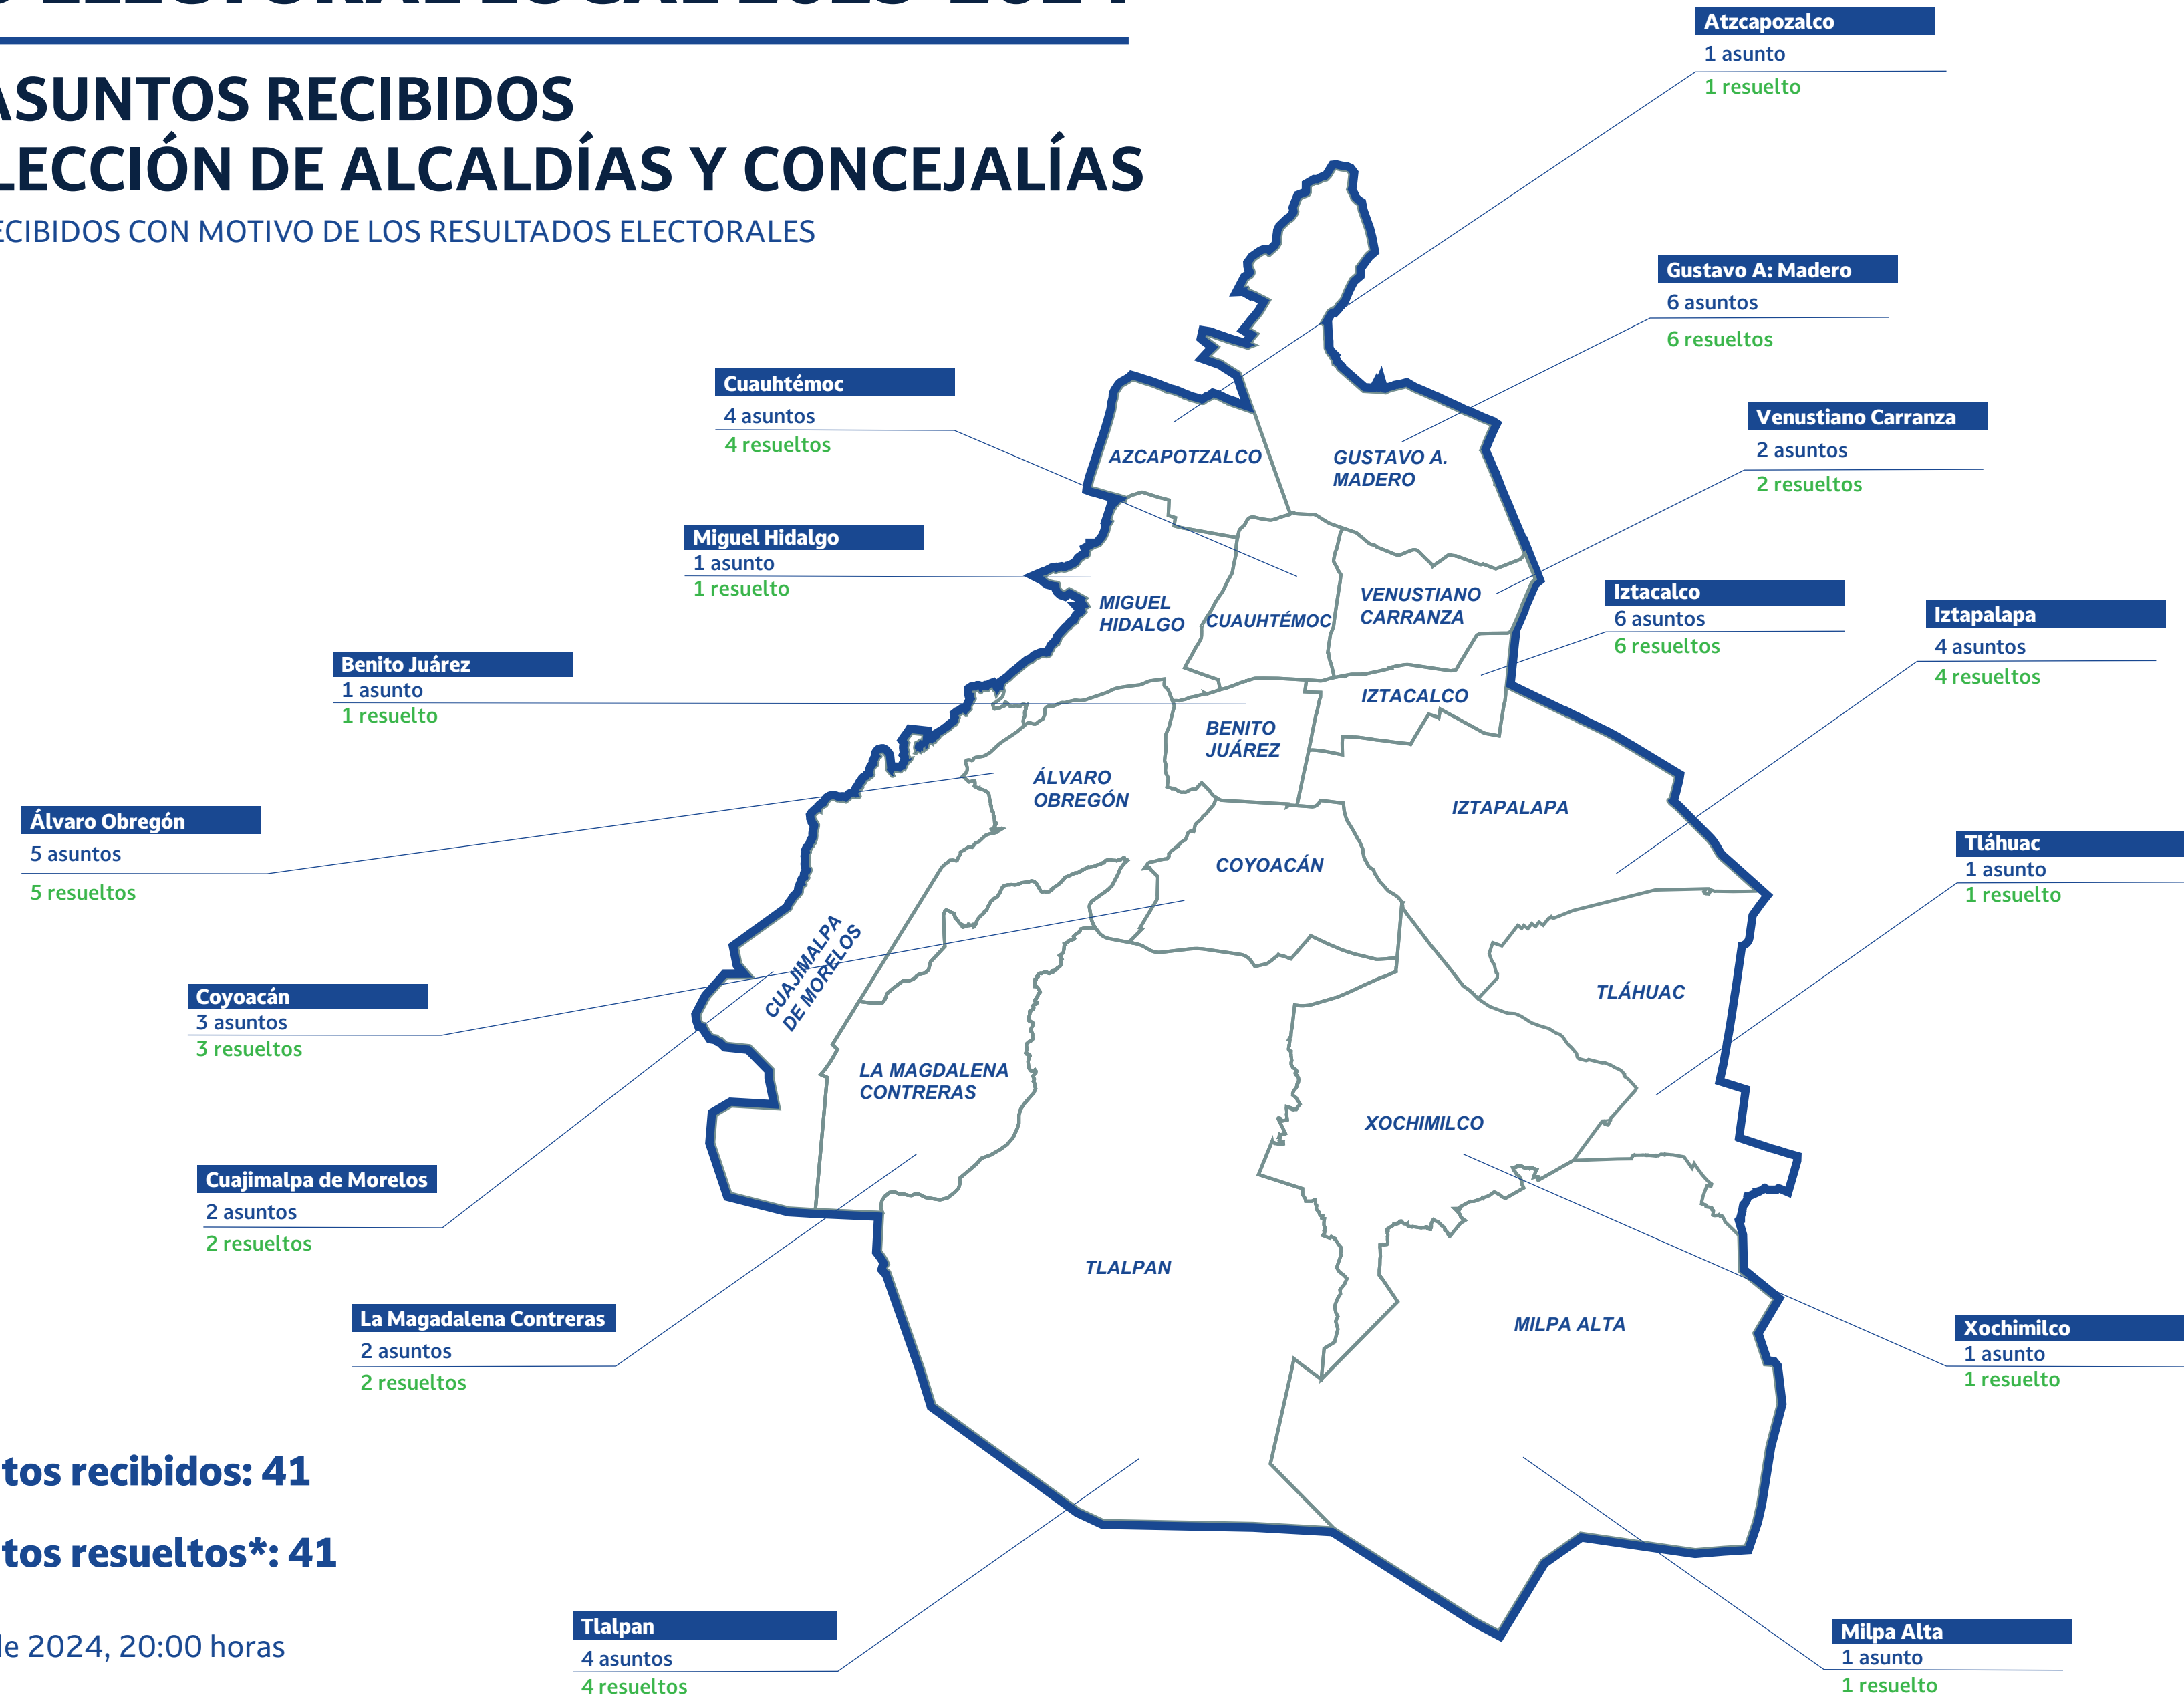 ELECTORAL LOCAL 2023-2024
ASUNTOS RECIBIDOS
LECCIÓN DE ALCALDÍAS Y CONCEJALÍAS
ECIBIDOS CON MOTIVO DE LOS RESULTADOS ELECTORALES
Atzcapozalco
1 asunto
1 resuelto
Gustavo A: Madero
6 asuntos
6 resueltos
Cuauhtémoc
4 asuntos
4 resueltos
Venustiano Carranza
2 asuntos
2 resueltos
Miguel Hidalgo
1 asunto
1 resuelto
Iztacalco
6 asuntos
6 resueltos
Iztapalapa
4 asuntos
4 resueltos
Benito Juárez
1 asunto
1 resuelto
Álvaro Obregón
5 asuntos
5 resueltos
Tláhuac
1 asunto
1 resuelto
Coyoacán
3 asuntos
3 resueltos
Cuajimalpa de Morelos
2 asuntos
2 resueltos
La Magadalena Contreras
2 asuntos
2 resueltos
Xochimilco
1 asunto
1 resuelto
Tlalpan
4 asuntos
4 resueltos
Milpa Alta
1 asunto
1 resuelto
AZCAPOTZALCO
GUSTAVO A.
MADERO
MIGUEL
HIDALGO
CUAUHTÉMOC
VENUSTIANO
CARRANZA
IZTACALCO
BENITO
JUÁREZ
ÁLVARO
OBREGÓN
IZTAPALAPA
COYOACÁN
CUAJIMALPA
DE MORELOS
TLÁHUAC
LA MAGDALENA
CONTRERAS
XOCHIMILCO
TLALPAN
MILPA ALTA
tos recibidos: 41
tos resueltos*: 41
de 2024, 20:00 horas